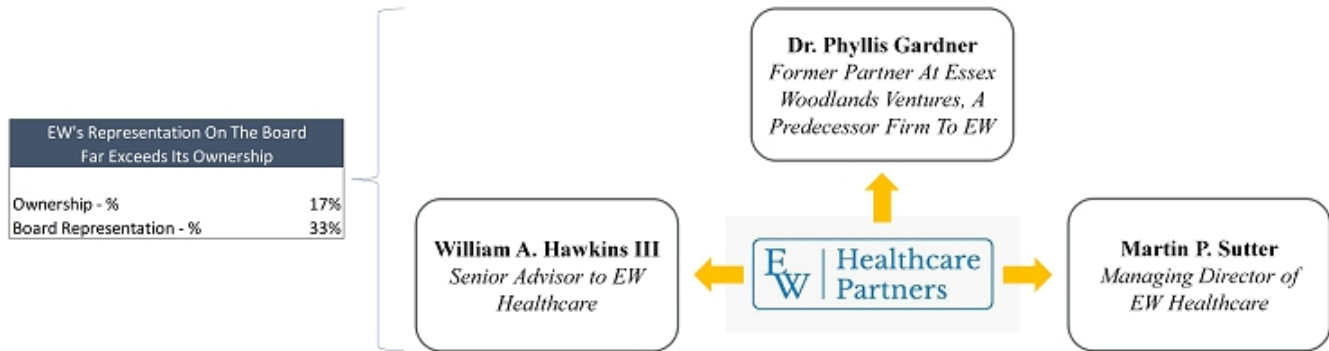 EW's Representation On The Board
Far Exceeds Its Ownership
Ownership - % 17%
Board Representation - % 33%
Dr. Phyllis Gardner
Former Partner At Essex
Woodlands Ventures, A
Predecessor Firm To EW
William A. Hawkins III
Senior Advisor to EW
Healthcare
EW Healthcare
Partners
Martin P. Sutter
Managing Director of
EW Healthcare